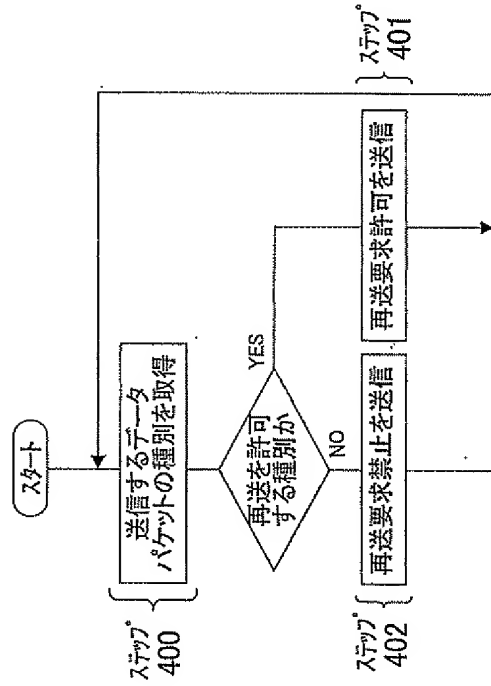 スタート
送信するデータ
パケットの種別を取得
ステップ
400
再送を許可
する種別か
YES
NO
再送要求禁止を送信
再送要求許可を送信
ステップ
402
ステップ
401